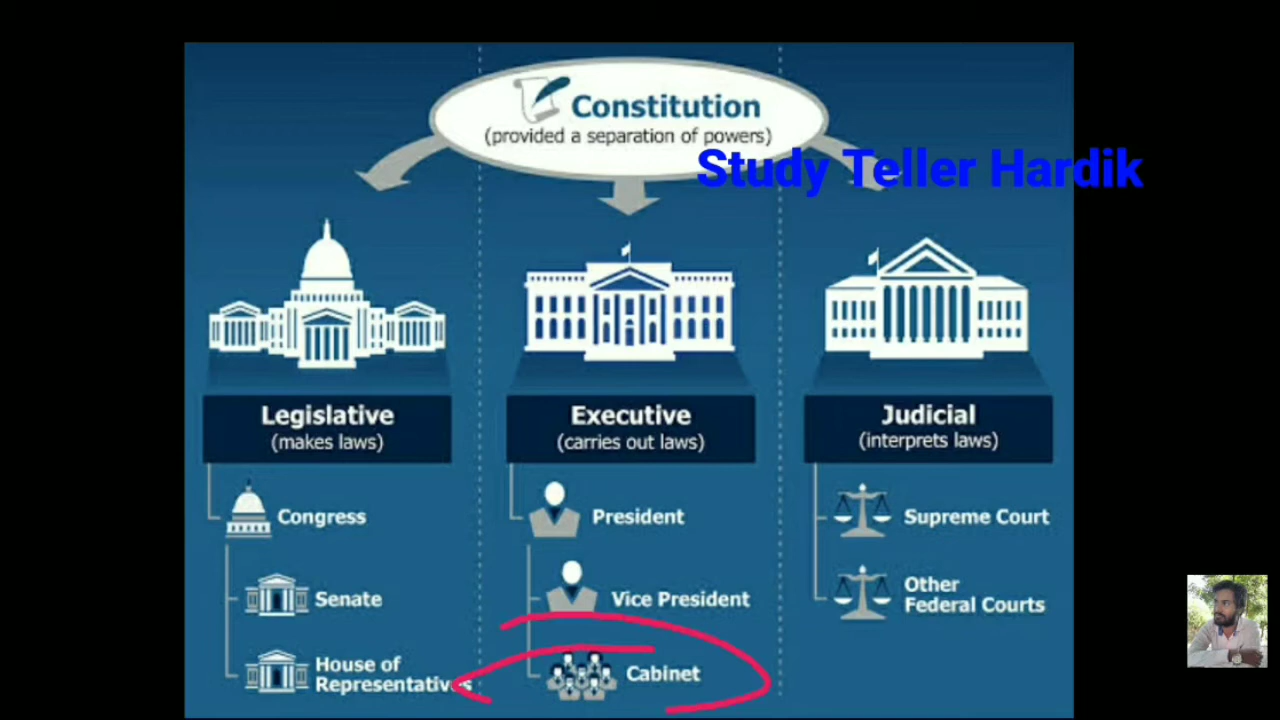 Constitution
(provided a separation of powers)
Study Teller Hardik
Legislative
(makes laws)
Executive
(carries out laws)
Judicial
(interprets laws)
Congress
Senate
House of
Representatives
President
Vice President
Cabinet
Supreme Court
Other
Federal Courts